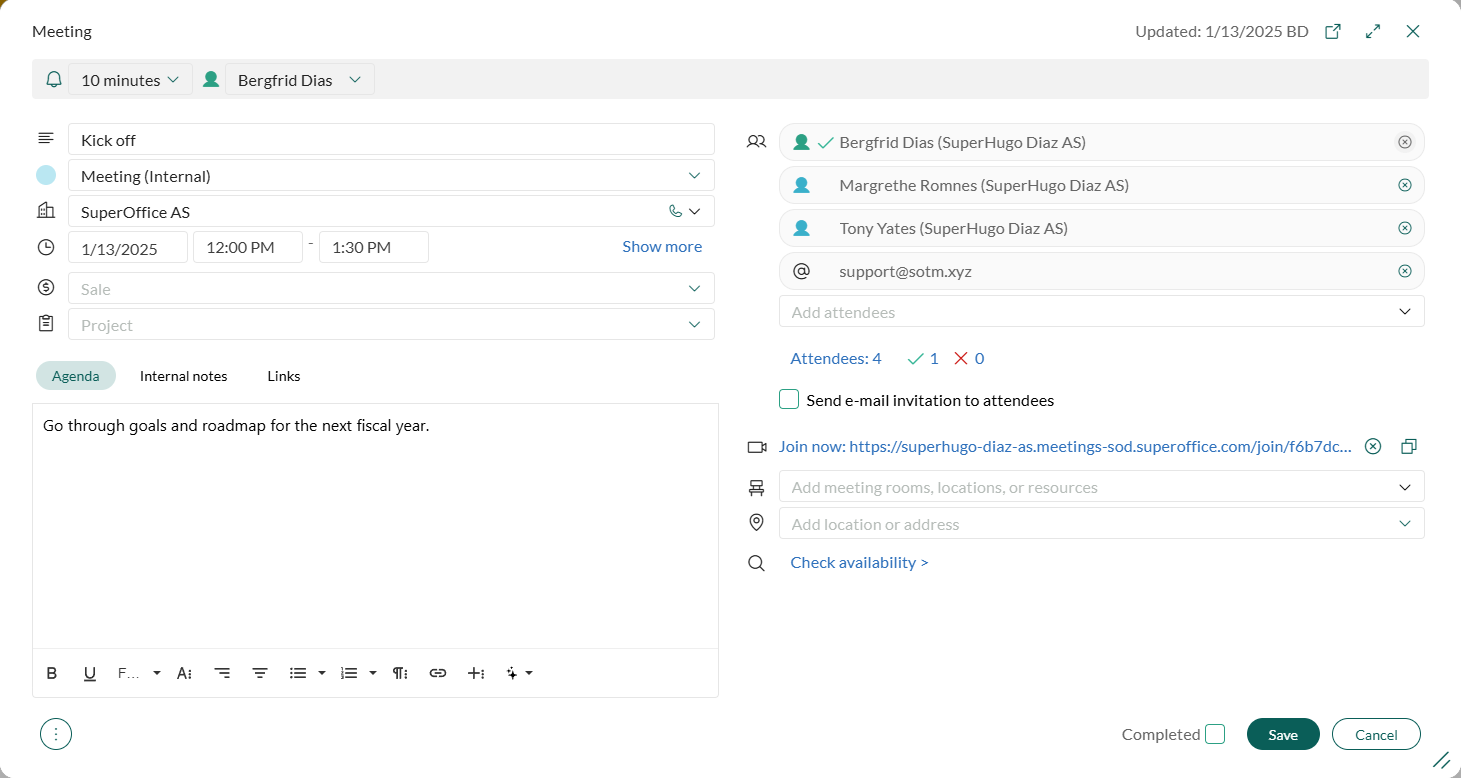 Meeting
Updated: 1/13/2025 BD
10 minutes
Bergfrid Dias
Kick off
Meeting (Internal)
SuperOffice AS
1/13/2025 12:00 PM - 1:30 PM Show more
Sale
Project
Agenda Internal notes Links
Go through goals and roadmap for the next fiscal year.
B U F...
Bergfrid Dias (SuperHugo Diaz AS)
Margrethe Romnes (SuperHugo Diaz AS)
Tony Yates (SuperHugo Diaz AS)
@ support@sotm.xyz
Add attendees
Attendees: 4 1 0
Send e-mail invitation to attendees
Join now: https://superhugo-diaz-as.meetings-sod.superoffice.com/join/f6b7dc...
Add meeting rooms, locations, or resources
Add location or address
Check availability >
Completed Save Cancel